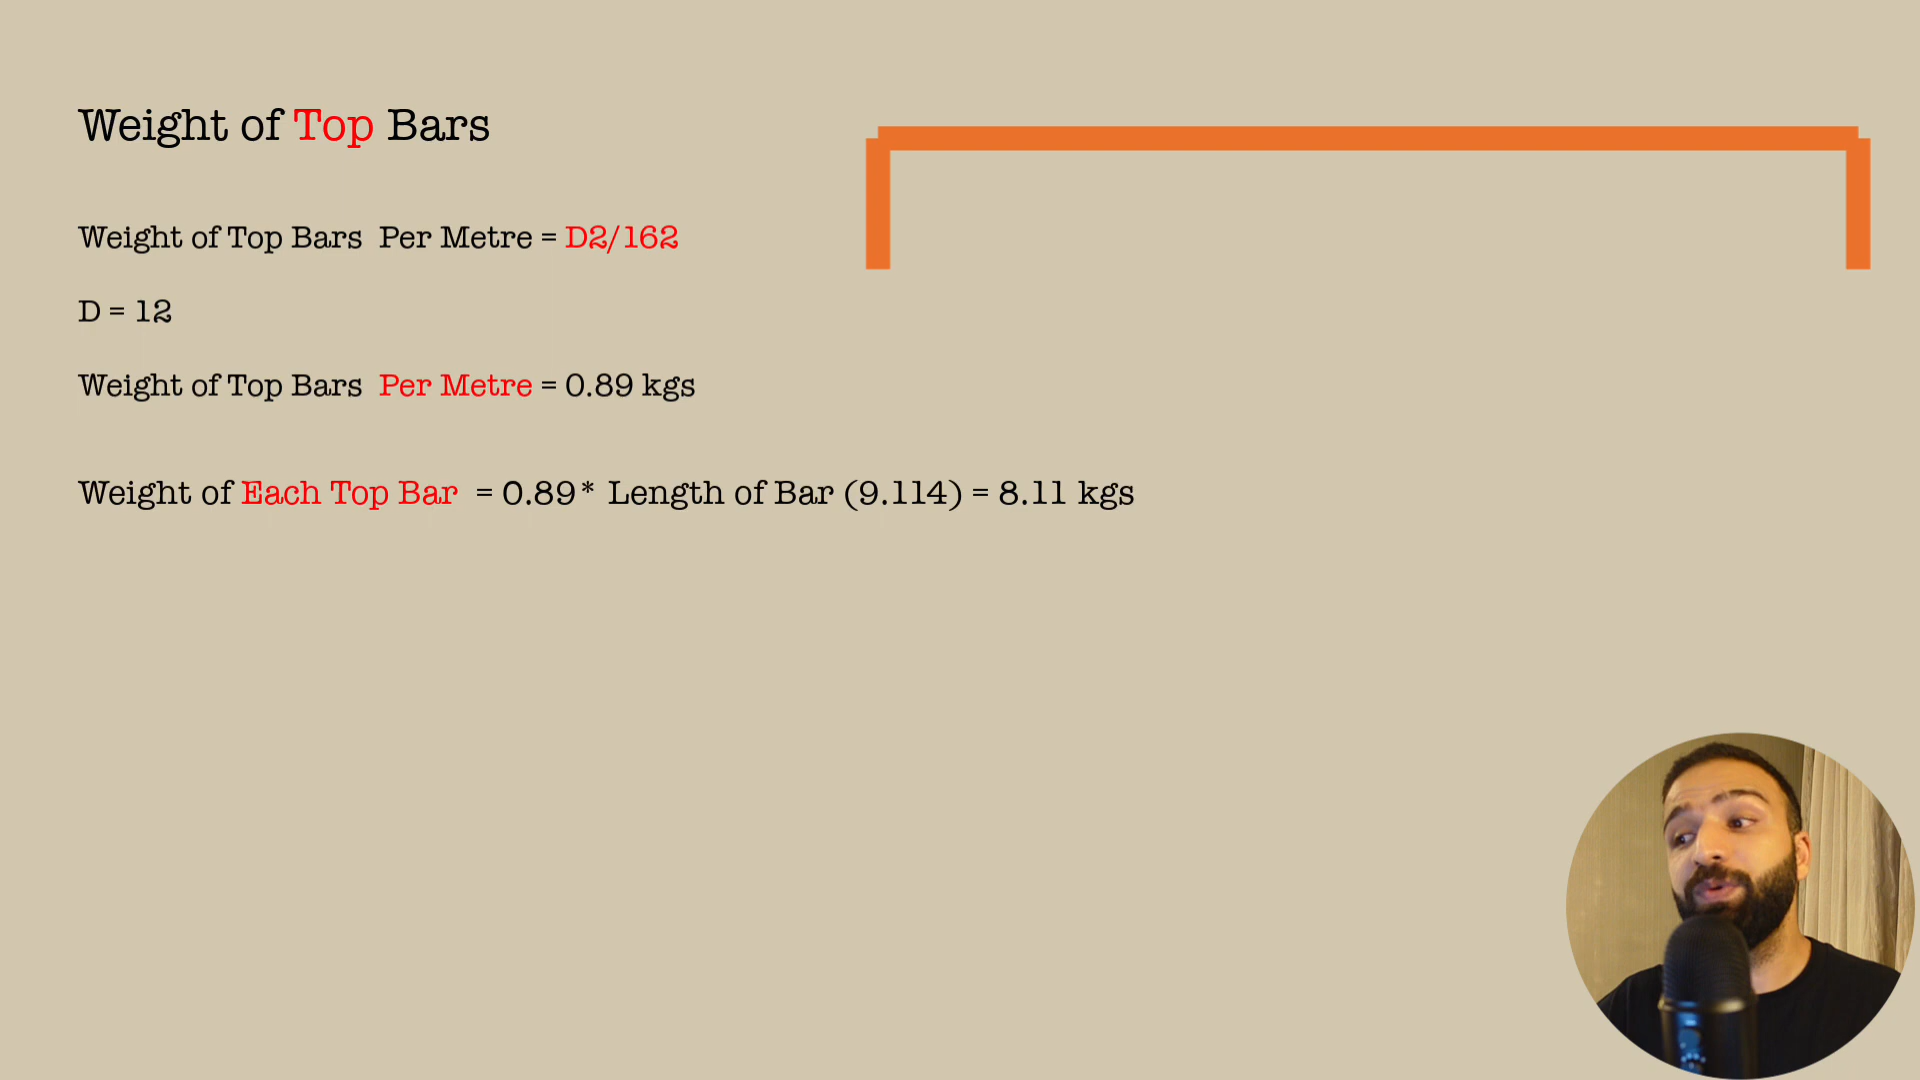 Weight of Top Bars
Weight of Top Bars Per Metre = D2/162
D = 12
Weight of Top Bars Per Metre = 0.89 kgs
Weight of Each Top Bar = 0.89* Length of Bar (9.114) = 8.11 kgs